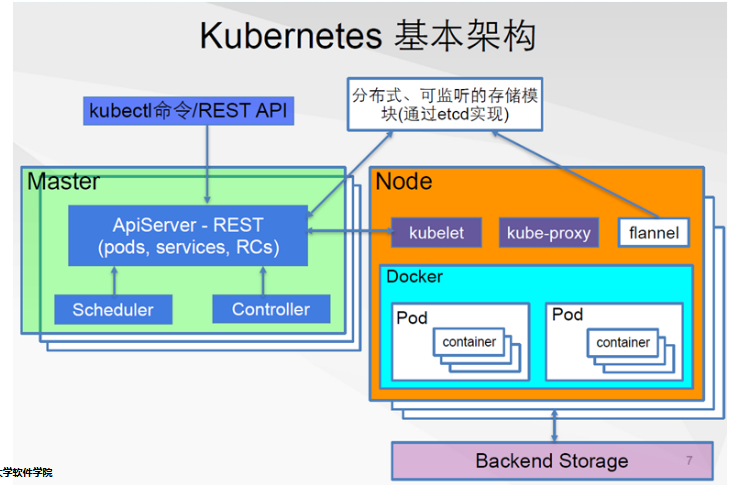 Kubernetes 基本架构
kubectl命令/REST API
分布式、可监听的存储模
块(通过etcd实现)
Master
ApiServer - REST
(pods, services, RCs)
Scheduler
Controller
Node
kubelet
kube-proxy
flannel
Docker
Pod
container
Pod
container
Backend Storage
7
大学软件学院